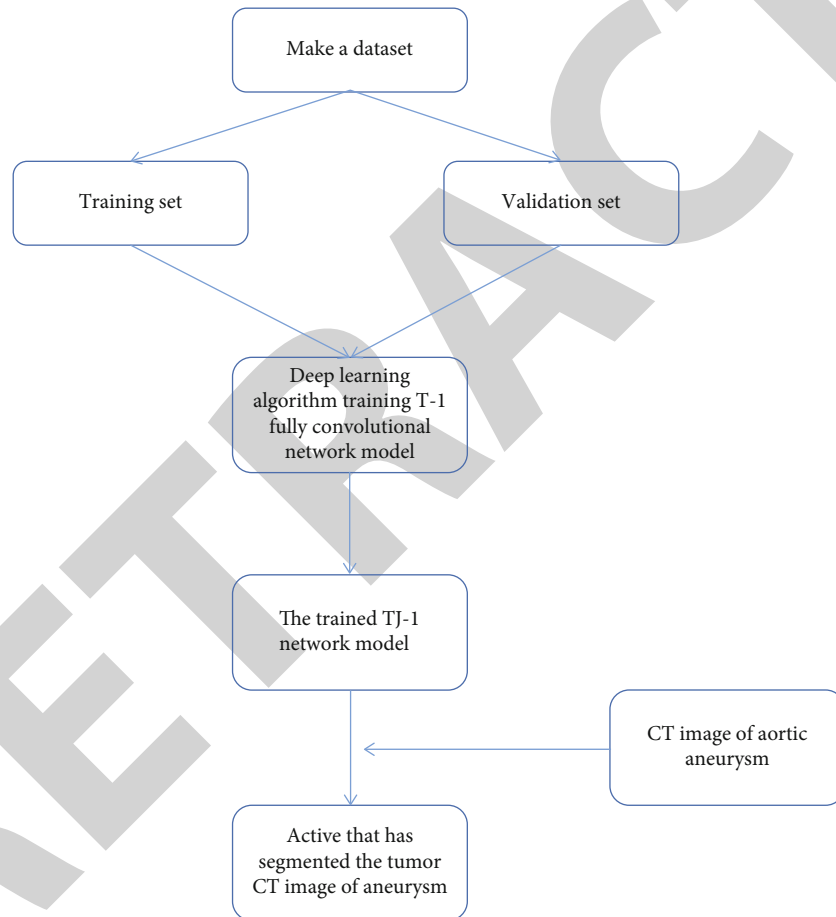 Make a dataset
Training set
Validation set
Deep learning
algorithm training T-1
fully convolutional
network model
The trained TJ-1
network model
CT image of aortic
aneurysm
Active that has
segmented the tumor
CT image of aneurysm
RETRACT